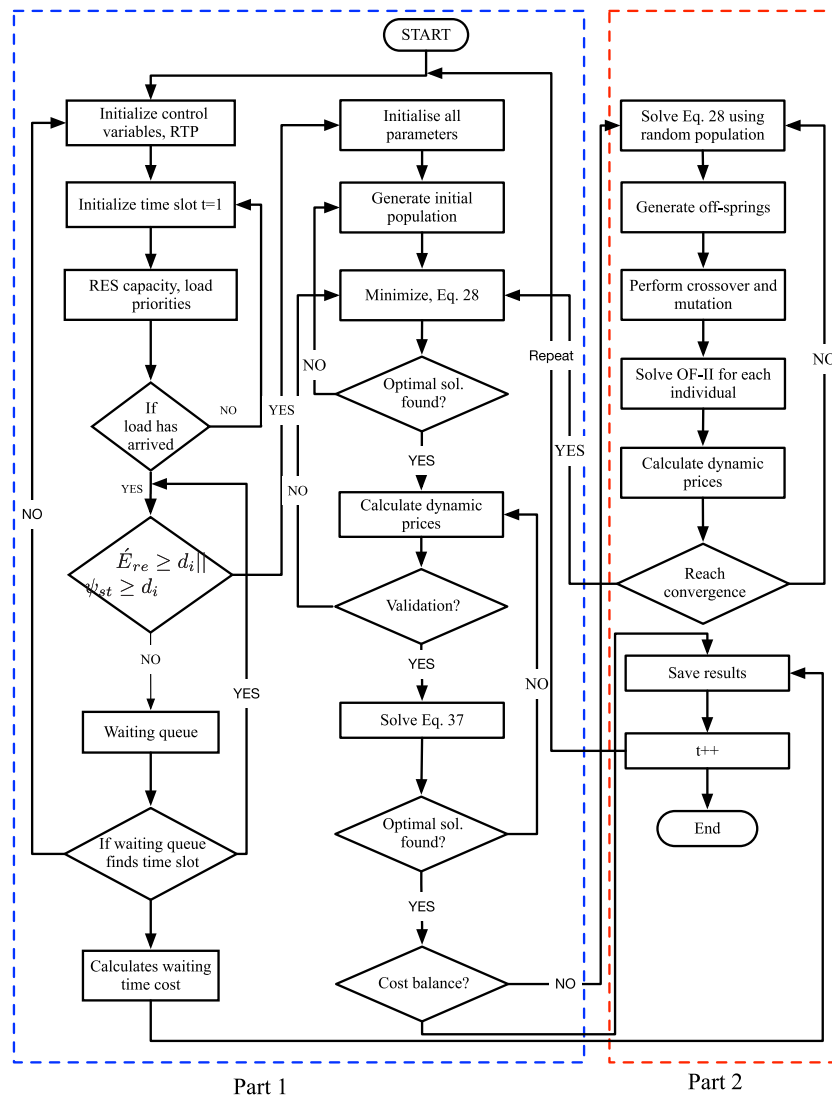 START
Initialize control
variables, RTP
Initialize time slot t=1
RES capacity, load
priorities
If
load has
arrived
NO
YES
É_re ≥ d_i||
ψ_st ≥ d_i
NO
YES
NO
Waiting queue
If waiting queue
finds time slot
YES
Calculates waiting
time cost
Initialise all
parameters
Generate initial
population
Minimize, Eq. 28
NO
Optimal sol.
found?
YES
NO
Calculate dynamic
prices
Validation?
YES
NO
Solve Eq. 37
Optimal sol.
found?
YES
Cost balance?
NO
Repeat
YES
Solve Eq. 28 using
random population
Generate off-springs
Perform crossover and
mutation
Solve OF-II for each
individual
NO
Calculate dynamic
prices
Reach
convergence
Save results
t++
End
Part 1
Part 2